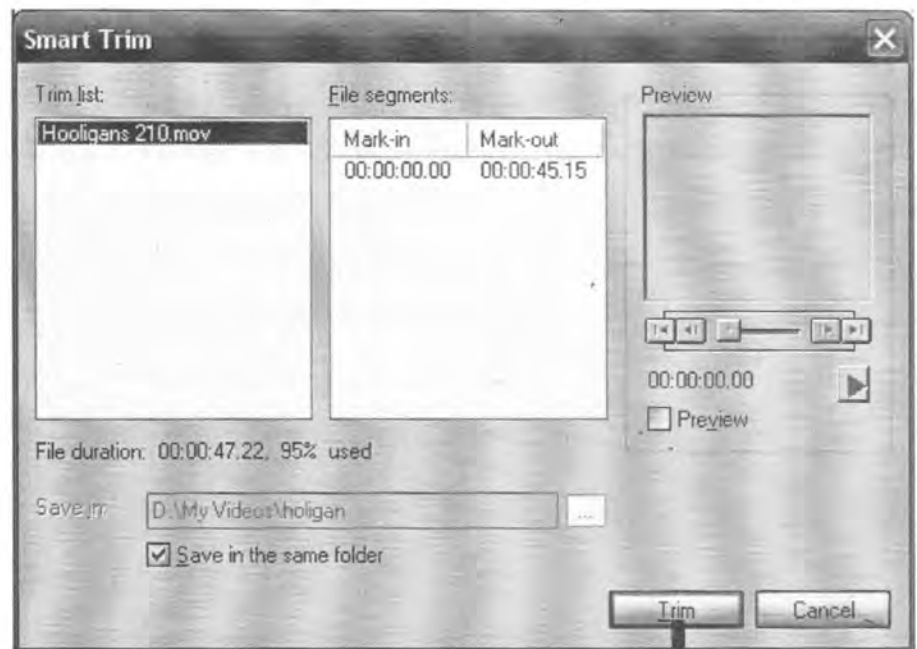 Smart Trim
Trim list:
Hooligans 210.mov
File segments:
Mark-in Mark-out
00:00:00.00 00:00:45.15
Preview
00:00:00.00
Preview
File duration: 00:00:47.22, 95% used
Save in: D:\My Videos\holigan ...
Save in the same folder
Trim Cancel